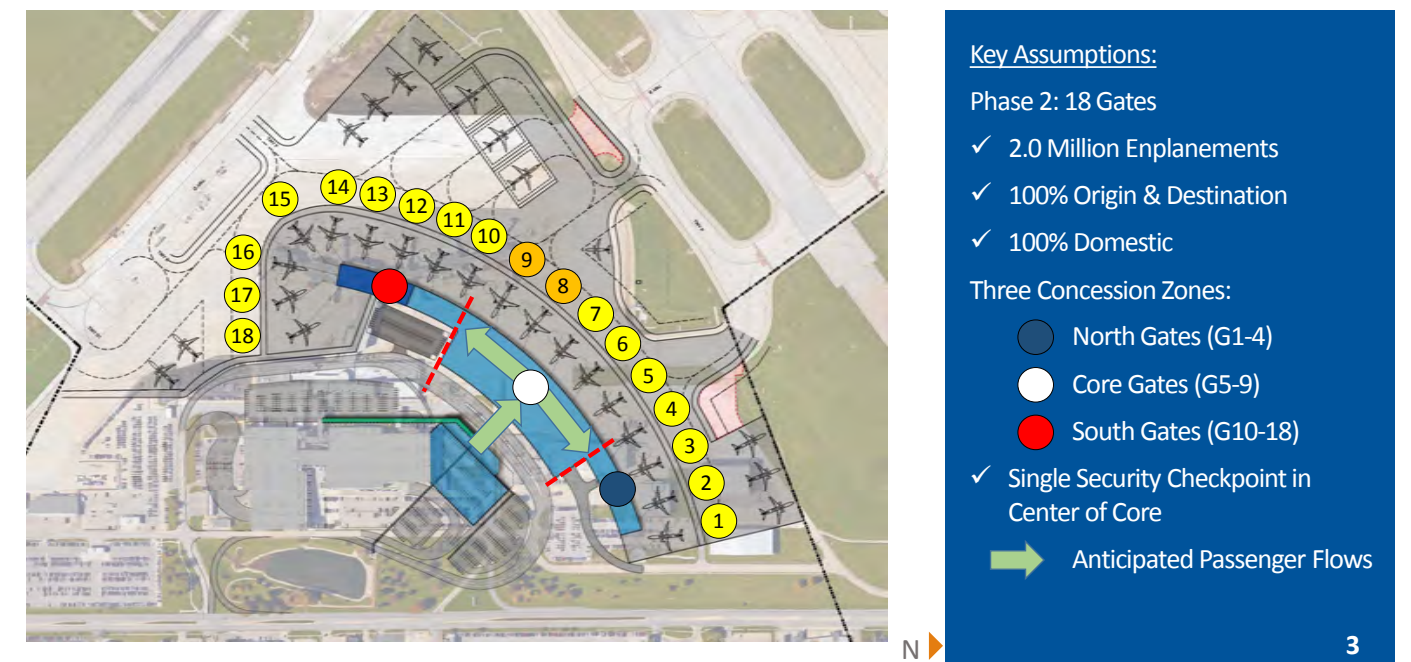 15
14
13
12
11
10
9
8
7
6
5
4
3
2
1
16
17
18
N
Key Assumptions:
Phase 2: 18 Gates
✓ 2.0 Million Enplanements
✓ 100% Origin & Destination
✓ 100% Domestic
Three Concession Zones:
North Gates (G1-4)
Core Gates (G5-9)
South Gates (G10-18)
✓ Single Security Checkpoint in
Center of Core
Anticipated Passenger Flows
3